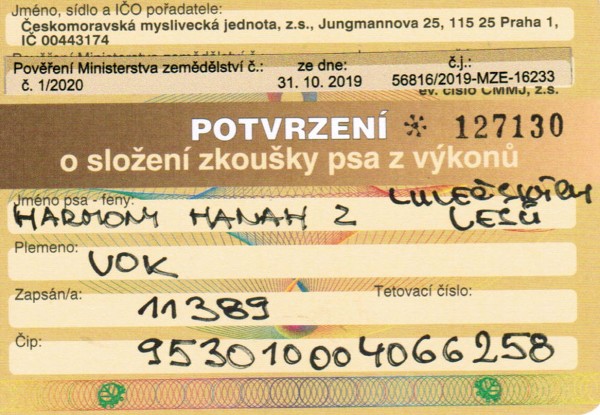 Jméno, sídlo a IČO pořadatele:
Českomoravská myslivecká jednota, z.s., Jungmannova 25, 115 25 Praha 1,
IČ 00443174
Pověření Ministerstva zemědělství č.: ze dne: č.j.:
č. 1/2020 31. 10. 2019 56816/2019-MZE-16233
ev. číslo ČMMJ, z.s.
POTVRZENÍ * 127130
o složení zkoušky psa z výkonů
Jméno psa - feny:
HARMONY HANAH Z LULEČSKÝCH
LESŮ
Plemeno:
VOK
Zapsán/a: 11389 Tetovací číslo:
Čip: 953010004066258